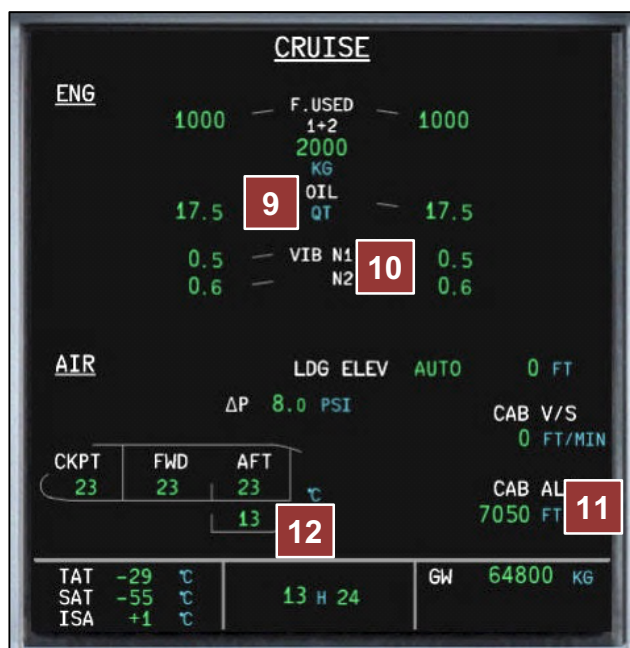 CRUISE
ENG
1000 F.USED 1000
1+2
2000
KG
OIL
17.5 9 QT 17.5
0.5 VIB N1 10 0.5
0.6 N2 0.6
AIR
LDG ELEV AUTO 0 FT
ΔP 8.0 PSI
CAB V/S
0 FT/MIN
CKPT FWD AFT
23 23 23 °C
CAB AL
13 12
7050 FT 11
TAT -29 °C
SAT -55 °C
ISA +1 °C
13 H 24
GW 64800 KG